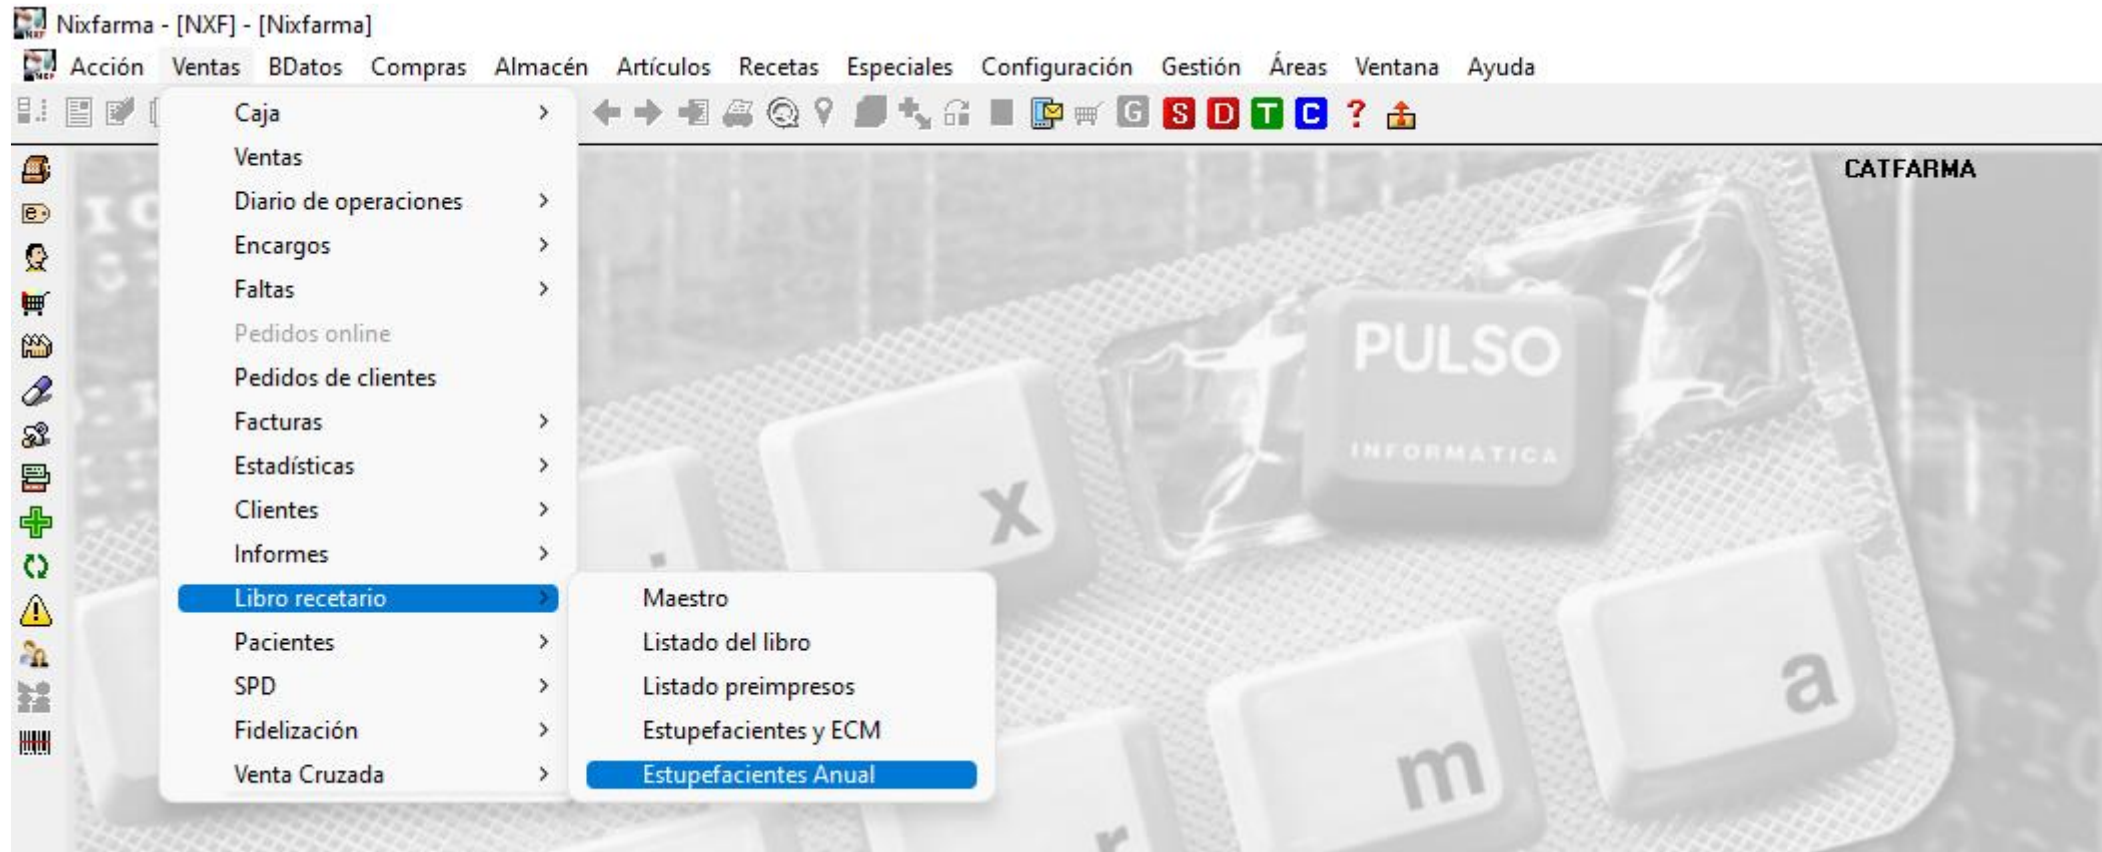 Nixfarma - [NXF] - [Nixfarma]
Acción Ventas BDatos Compras Almacén Artículos Recetas Especiales Configuración Gestión Áreas Ventana Ayuda
G S D T C ?
CATFARMA
Caja
Ventas
Diario de operaciones
Encargos
Faltas
Pedidos online
Pedidos de clientes
Facturas
Estadísticas
Clientes
Informes
Libro recetario
Pacientes
SPD
Fidelización
Venta Cruzada
Maestro
Listado del libro
Listado preimpresos
Estupefacientes y ECM
Estupefacientes Anual
PULSO
INFORMÁTICA
x
a
m
r